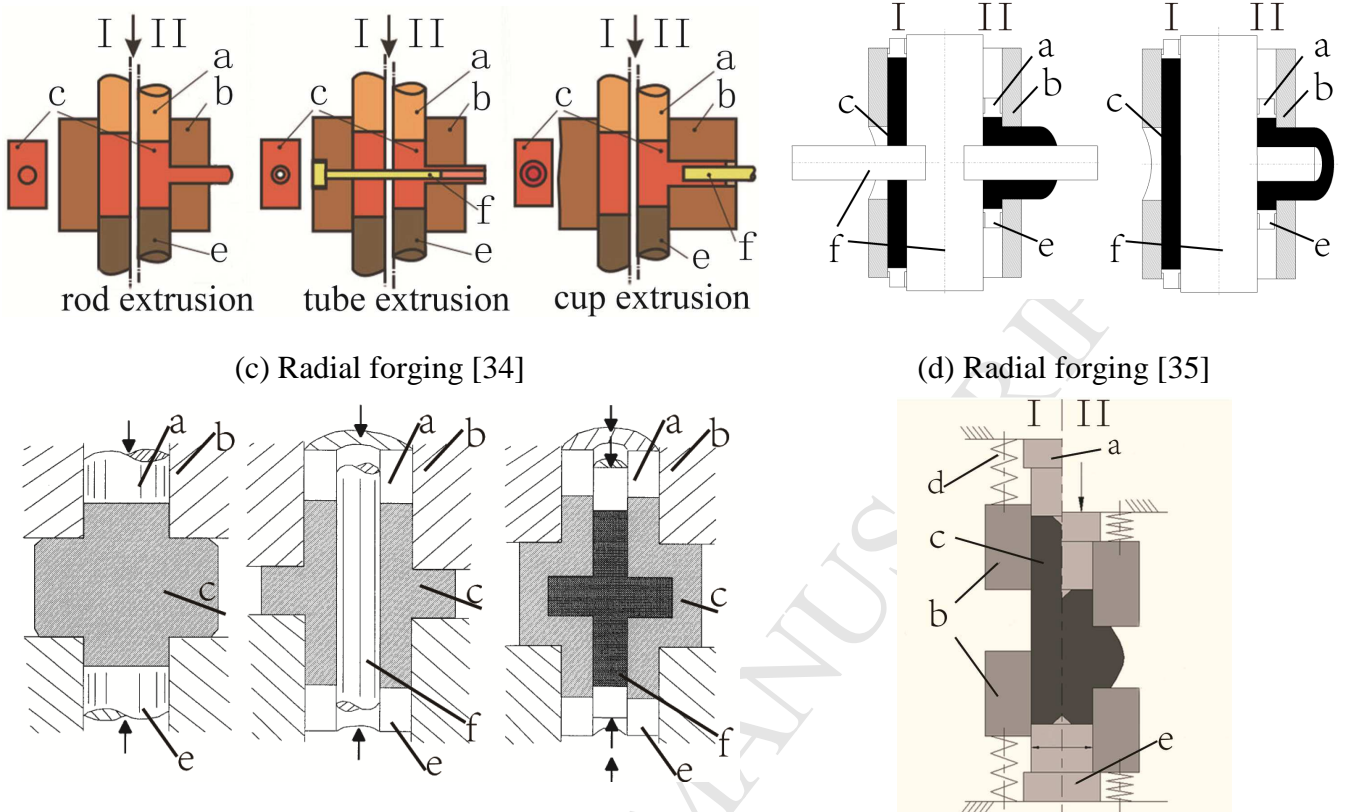 I II
a
b
c
e
rod extrusion
I II
a
b
c
f
e
tube extrusion
I II
a
b
c
f
e
cup extrusion
I II
a
b
c
f
e
I II
a
b
c
f
e
(c) Radial forging [34]
(d) Radial forging [35]
a
b
c
e
a
b
c
f
e
a
b
c
f
e
I II
a
d
c
b
e